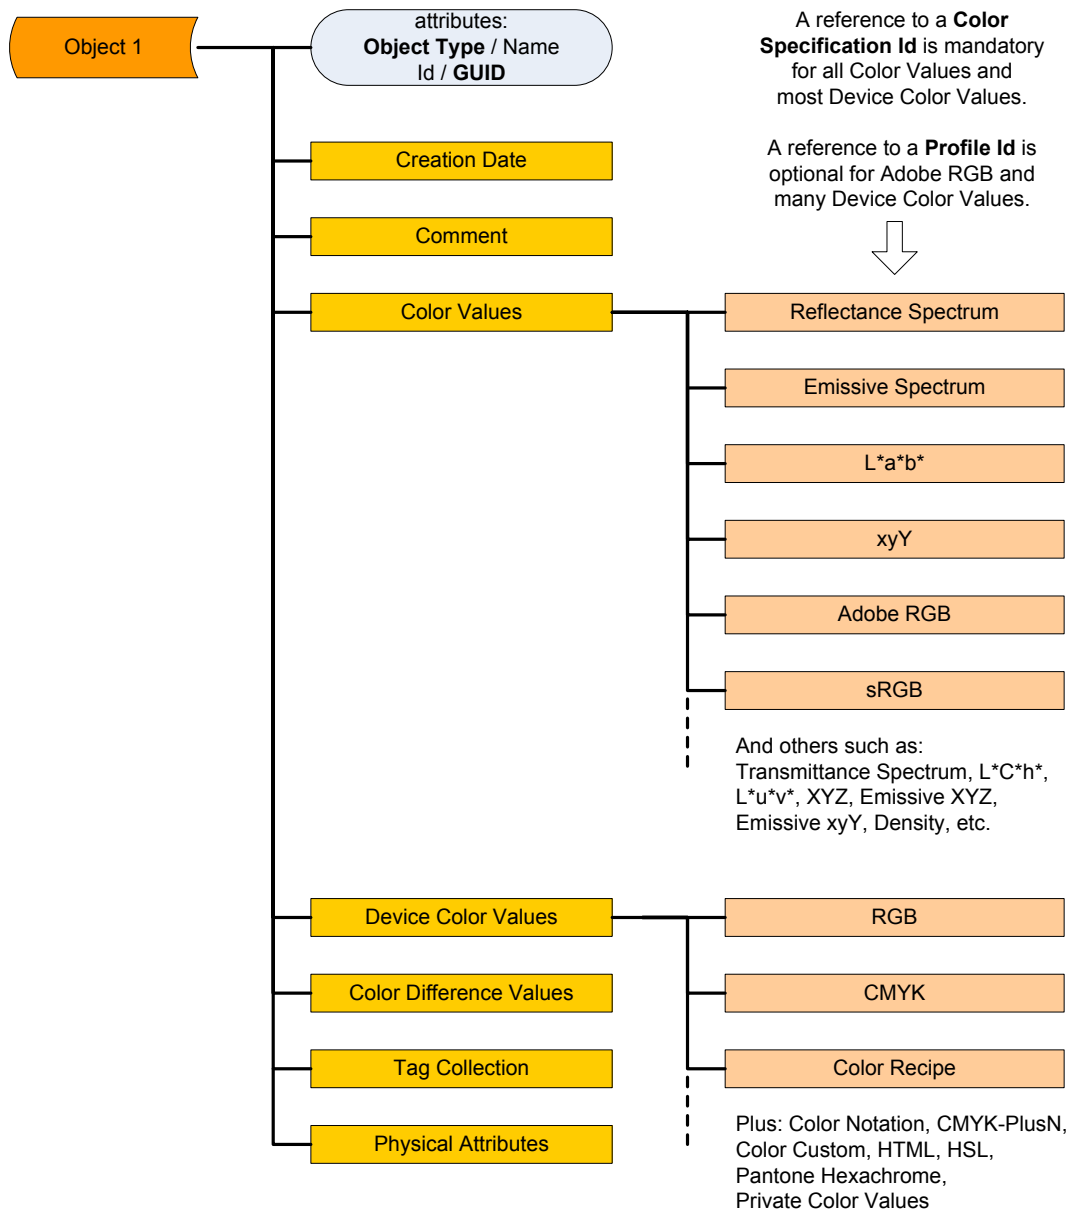 Object 1
attributes:
Object Type / Name
Id / GUID
A reference to a Color
Specification Id is mandatory
for all Color Values and
most Device Color Values.
A reference to a Profile Id is
optional for Adobe RGB and
many Device Color Values.
Creation Date
Comment
Color Values
Reflectance Spectrum
Emissive Spectrum
L*a*b*
xyY
Adobe RGB
sRGB
And others such as:
Transmittance Spectrum, L*C*h*,
L*u*v*, XYZ, Emissive XYZ,
Emissive xyY, Density, etc.
Device Color Values
RGB
Color Difference Values
CMYK
Tag Collection
Color Recipe
Physical Attributes
Plus: Color Notation, CMYK-PlusN,
Color Custom, HTML, HSL,
Pantone Hexachrome,
Private Color Values